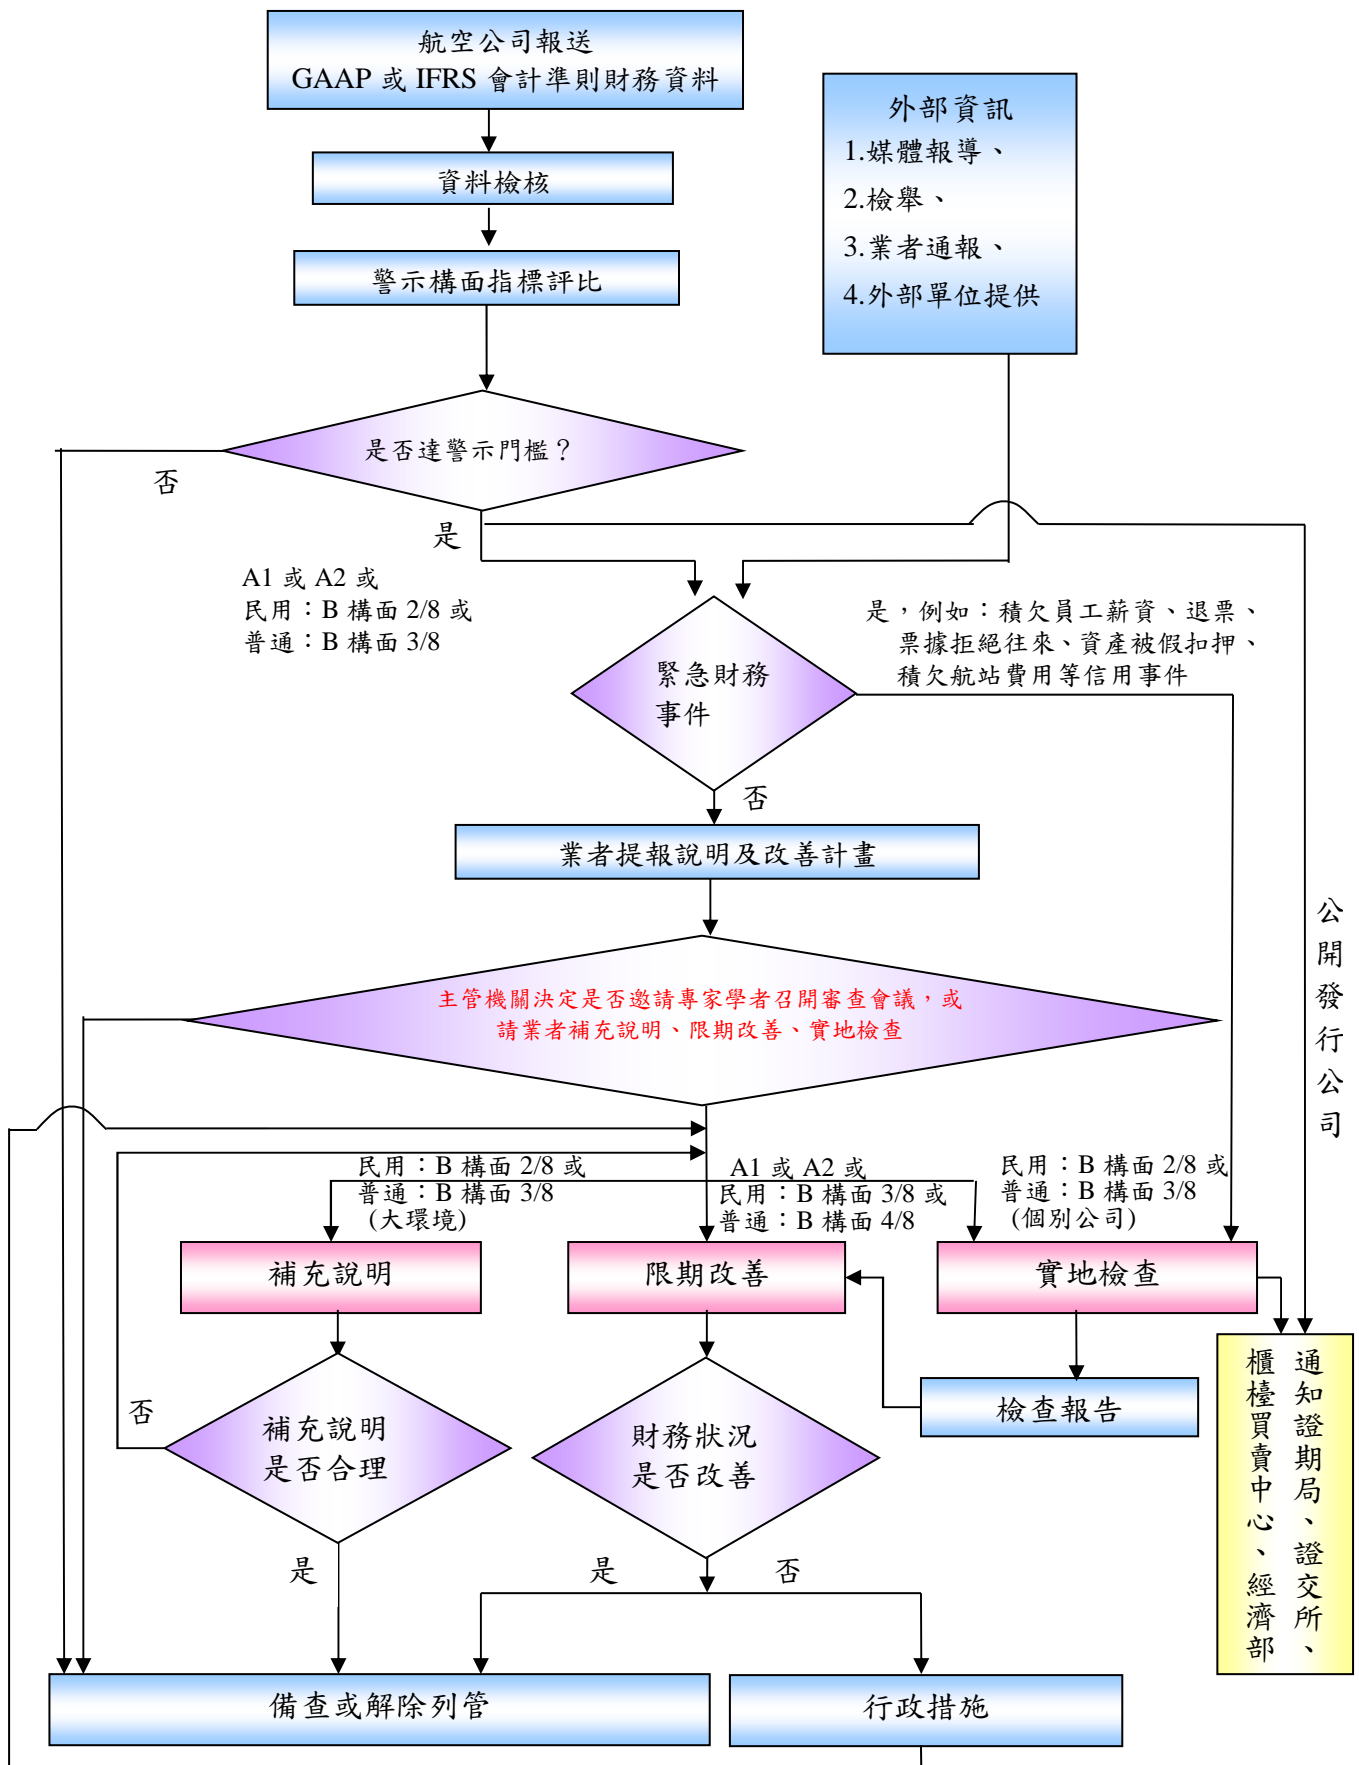 航空公司報送
GAAP 或 IFRS 會計準則財務資料
外部資訊
1.媒體報導、
2.檢舉、
3.業者通報、
4.外部單位提供
資料檢核
警示構面指標評比
是否達警示門檻？
否
是
A1 或 A2 或
民用：B 構面 2/8 或
普通：B 構面 3/8
是，例如：積欠員工薪資、退票、
票據拒絕往來、資產被假扣押、
積欠航站費用等信用事件
緊急財務
事件
否
業者提報說明及改善計畫
公開發行公司
主管機關決定是否邀請專家學者召開審查會議，或
請業者補充說明、限期改善、實地檢查
民用：B 構面 2/8 或
普通：B 構面 3/8
(大環境)
A1 或 A2 或
民用：B 構面 3/8 或
普通：B 構面 4/8
民用：B 構面 2/8 或
普通：B 構面 3/8
(個別公司)
補充說明
限期改善
實地檢查
通知證期局、證交所、
櫃檯買賣中心、經濟部
檢查報告
否
補充說明
是否合理
財務狀況
是否改善
是
是
否
備查或解除列管
行政措施